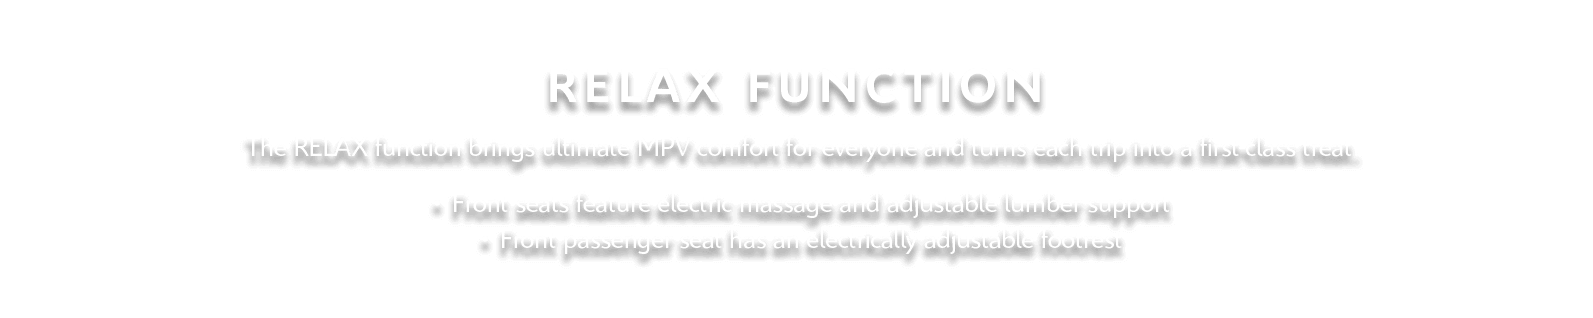 RELAX FUNCTION
The RELAX function brings ultimate MPV comfort for everyone and turns each trip into a first-class treat.
- Front seats feature electric massage and adjustable lumber support
- Front passenger seat has an electrically adjustable footrest